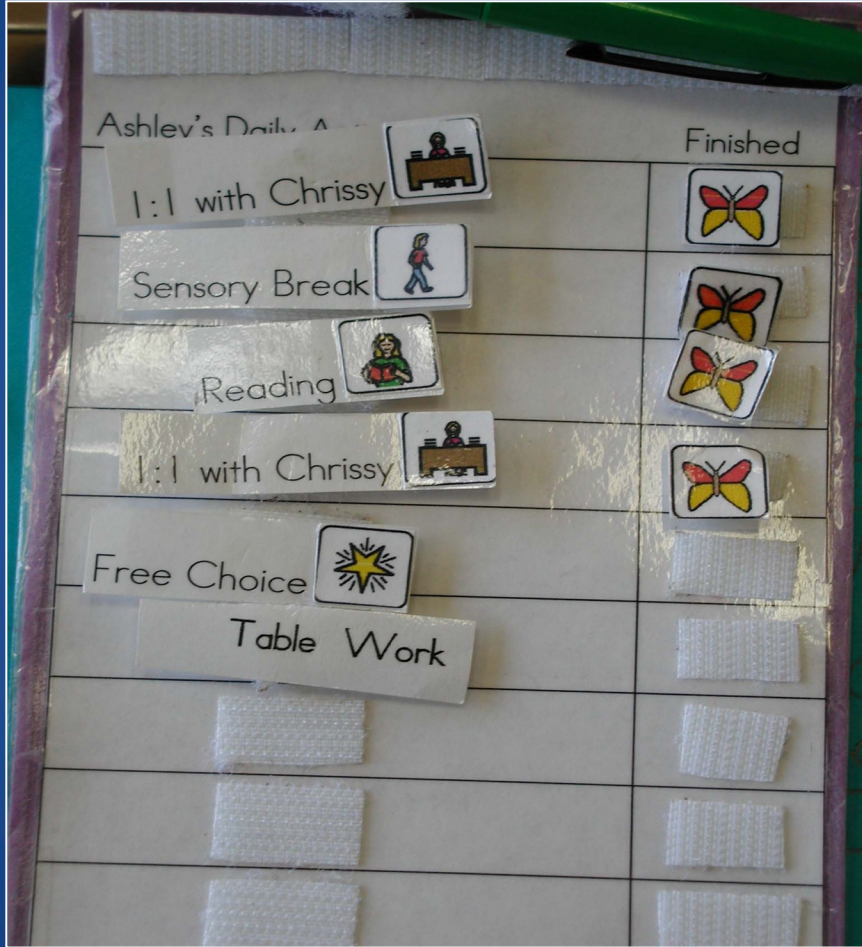 Ashley's Daily
Finished
1:1 with Chrissy
Sensory Break
Reading
1:1 with Chrissy
Free Choice
Table Work